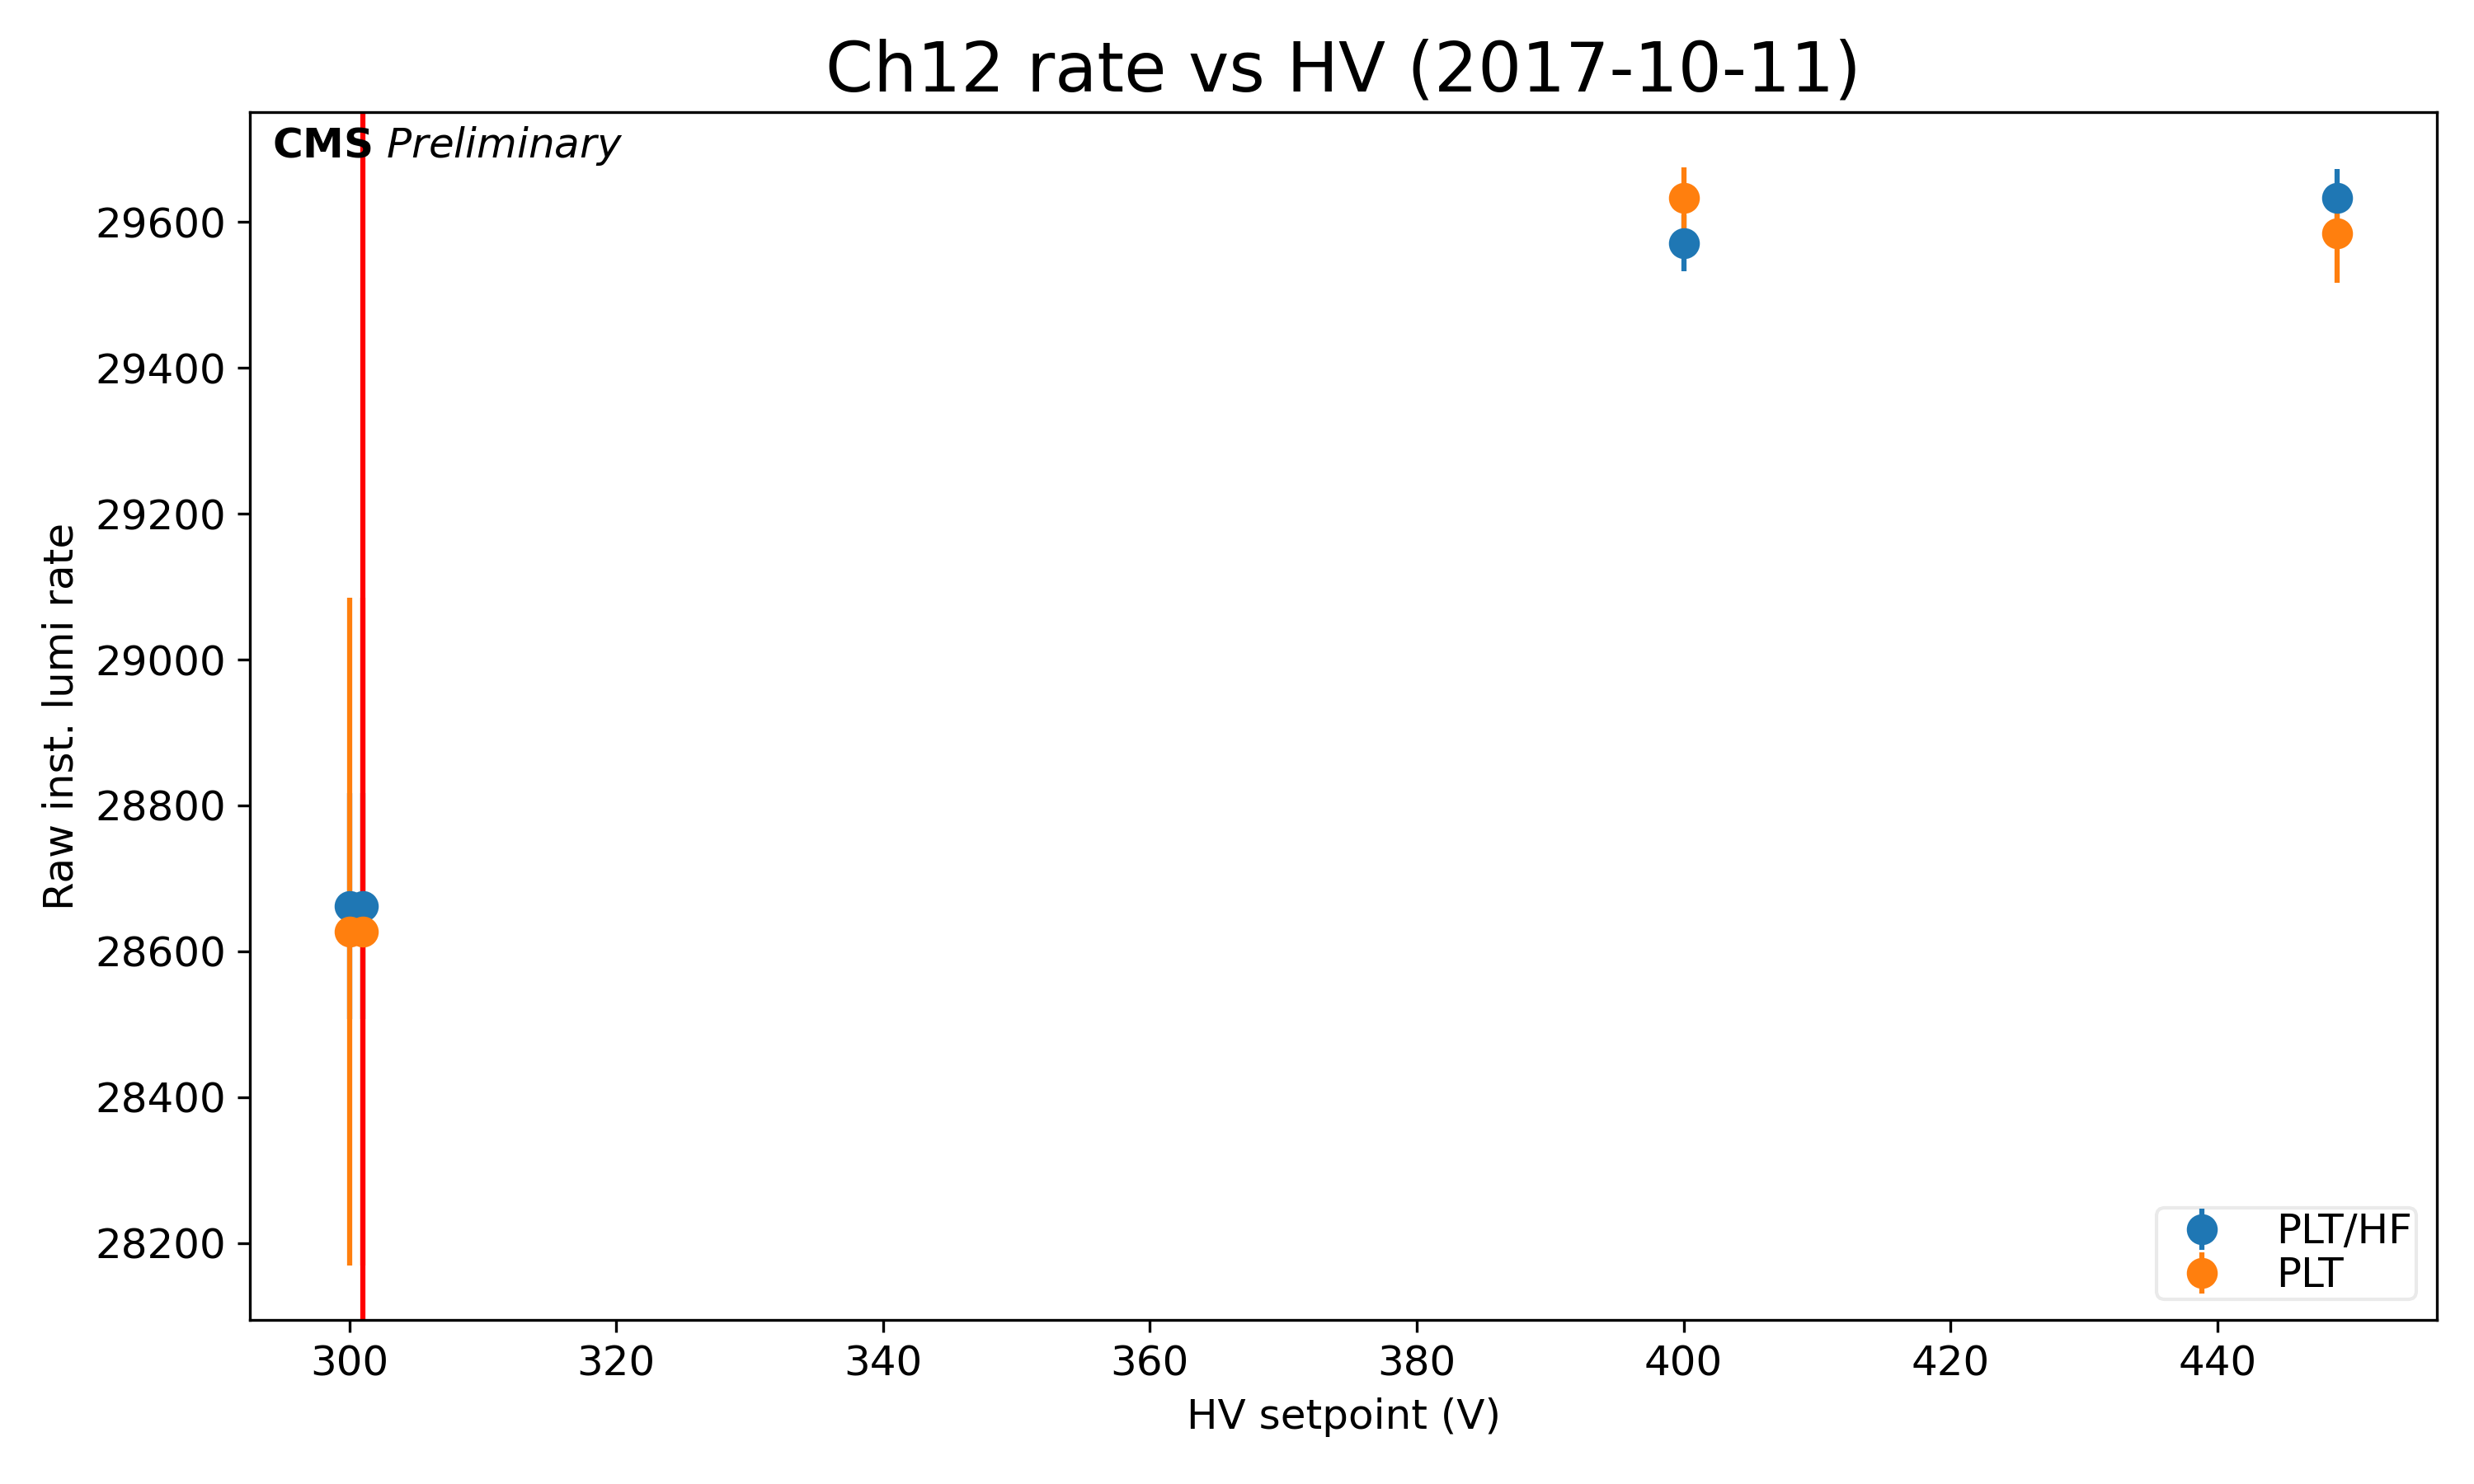 Ch12 rate vs HV (2017-10-11)
CMS Preliminary
Raw inst. lumi rate
29600
29400
29200
29000
28800
28600
28400
28200
300 320 340 360 380 400 420 440
HV setpoint (V)
PLT/HF
PLT